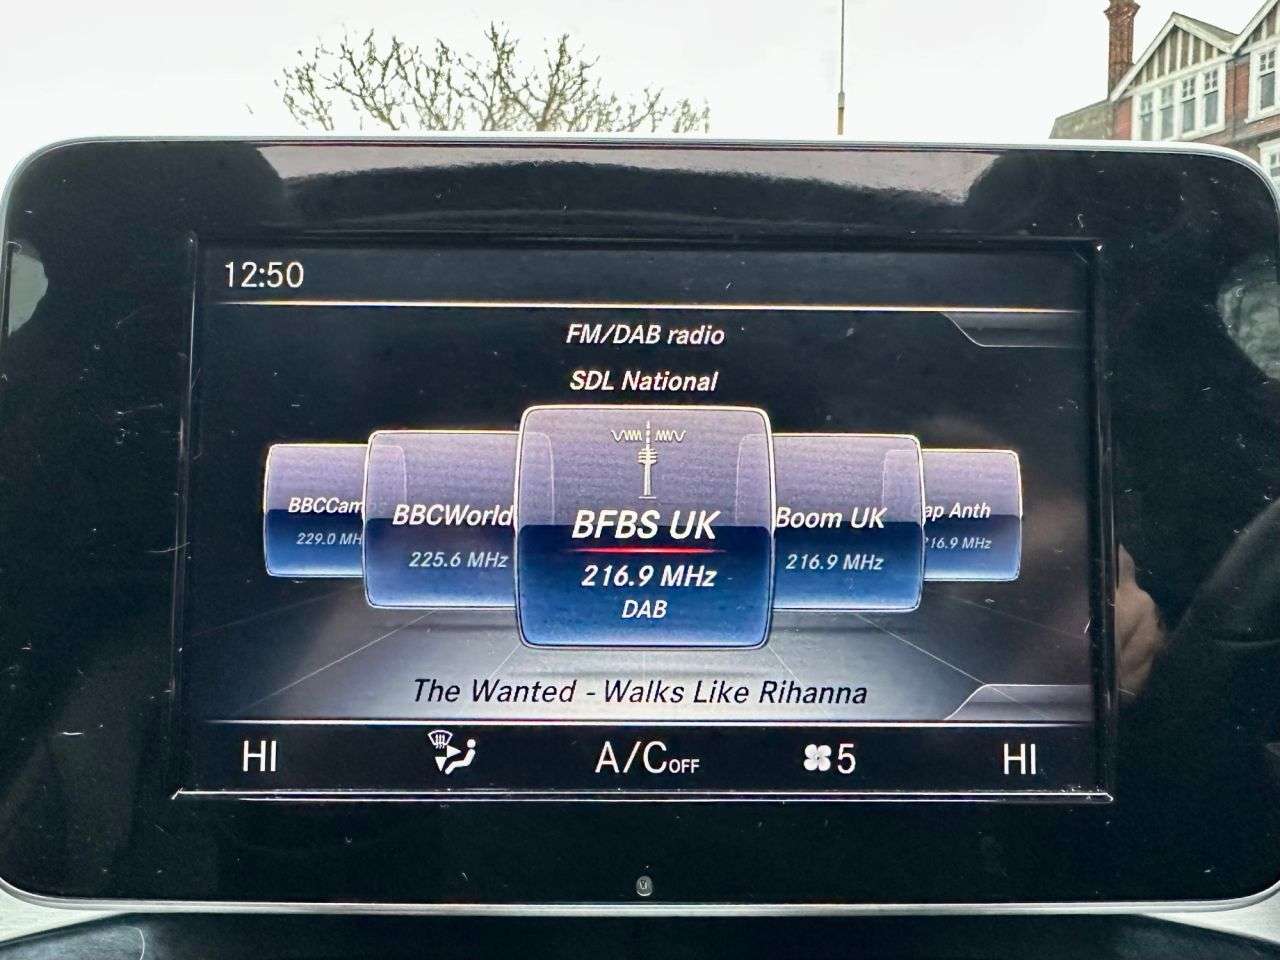 12:50
FM/DAB radio
SDL National
BBCCam
229.0 MH
BBCWorld
225.6 MHz
BFBS UK
216.9 MHz
DAB
Boom UK
216.9 MHz
ap Anth
216.9 MHz
The Wanted - Walks Like Rihanna
HI
A/C OFF
5
HI